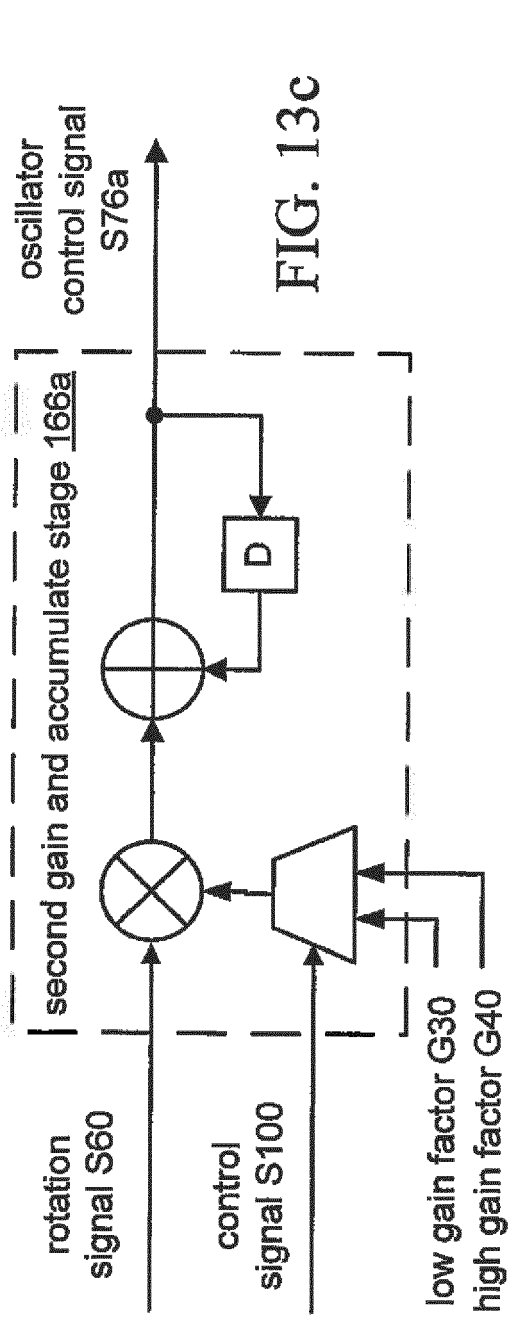 second gain and accumulate stage 166a
rotation
signal S60
control
signal S100
low gain factor G30
high gain factor G40
D
oscillator
control signal
S76a
FIG. 13c